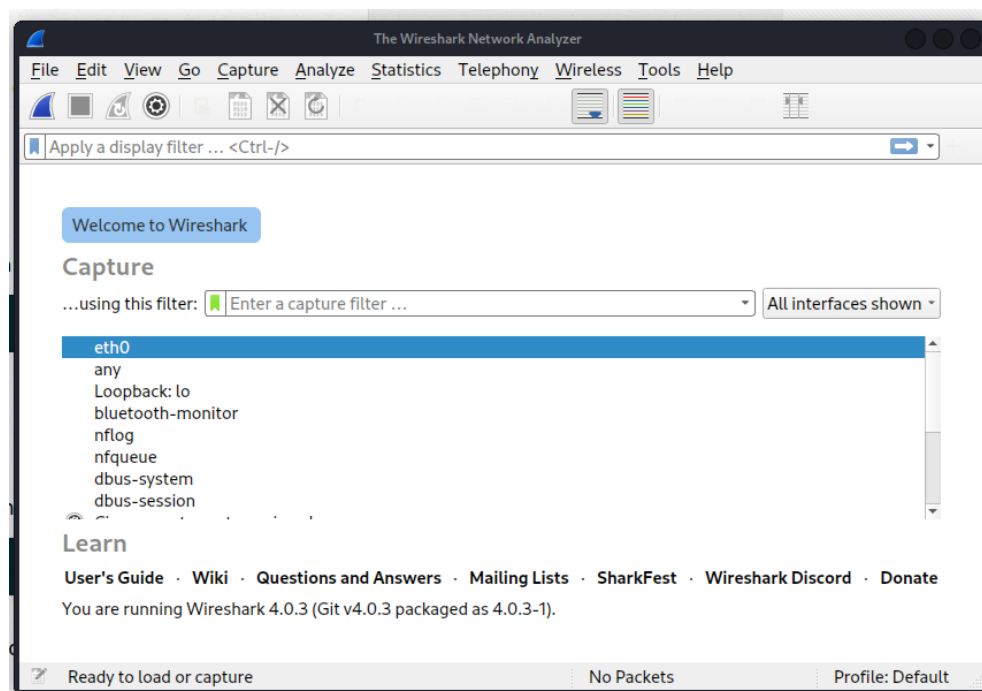 The Wireshark Network Analyzer
File Edit View Go Capture Analyze Statistics Telephony Wireless Tools Help
Apply a display filter ... <Ctrl-/>
Welcome to Wireshark
Capture
...using this filter: Enter a capture filter ... All interfaces shown
eth0
any
Loopback: lo
bluetooth-monitor
nflog
nfqueue
dbus-system
dbus-session
Learn
User's Guide · Wiki · Questions and Answers · Mailing Lists · SharkFest · Wireshark Discord · Donate
You are running Wireshark 4.0.3 (Git v4.0.3 packaged as 4.0.3-1).
Ready to load or capture No Packets Profile: Default